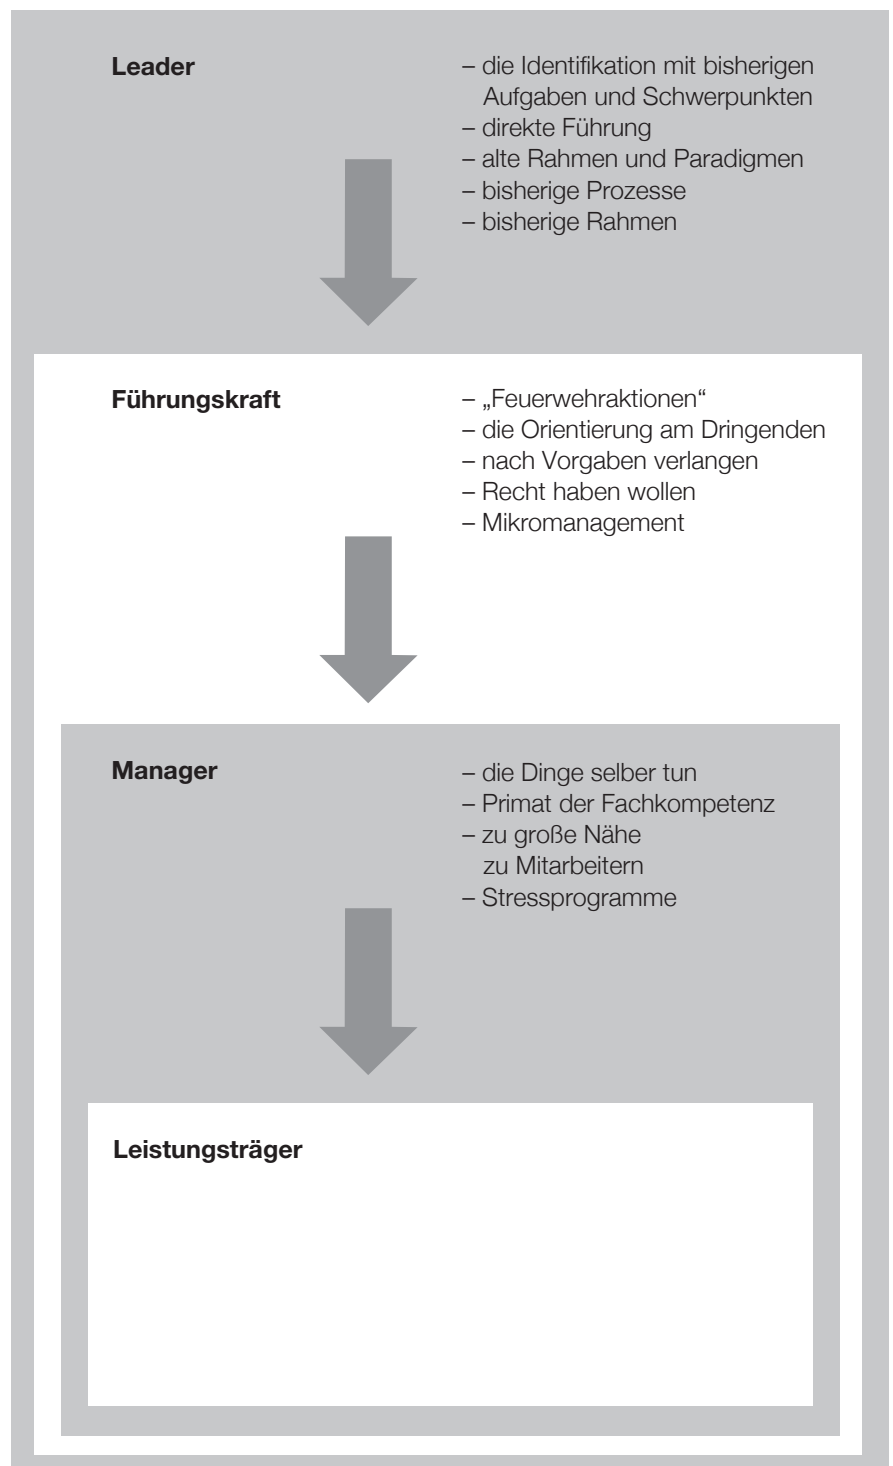 Leader
– die Identifikation mit bisherigen
Aufgaben und Schwerpunkten
– direkte Führung
– alte Rahmen und Paradigmen
– bisherige Prozesse
– bisherige Rahmen
Führungskraft
– „Feuerwehraktionen“
– die Orientierung am Dringenden
– nach Vorgaben verlangen
– Recht haben wollen
– Mikromanagement
Manager
– die Dinge selber tun
– Primat der Fachkompetenz
– zu große Nähe
zu Mitarbeitern
– Stressprogramme
Leistungsträger